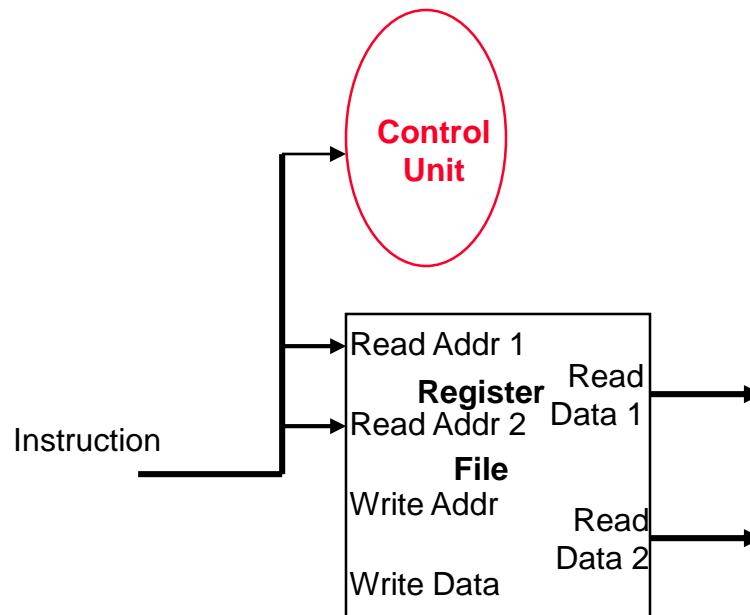 Control
Unit
Read Addr 1
Register
Read
Data 1
Read Addr 2
Instruction
File
Write Addr
Read
Data 2
Write Data